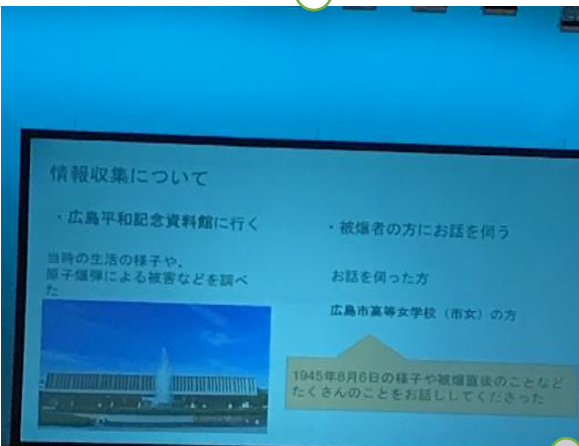 情報収集について
・広島平和記念資料館に行く
当時の生活の様子や、
原子爆弾による被害などを調べ
た
・被爆者の方にお話を伺う
お話を伺った方
広島市高等女学校（市女）の方
1945年8月6日の様子や被爆直後のことなど
たくさんのことをお話ししてくださった